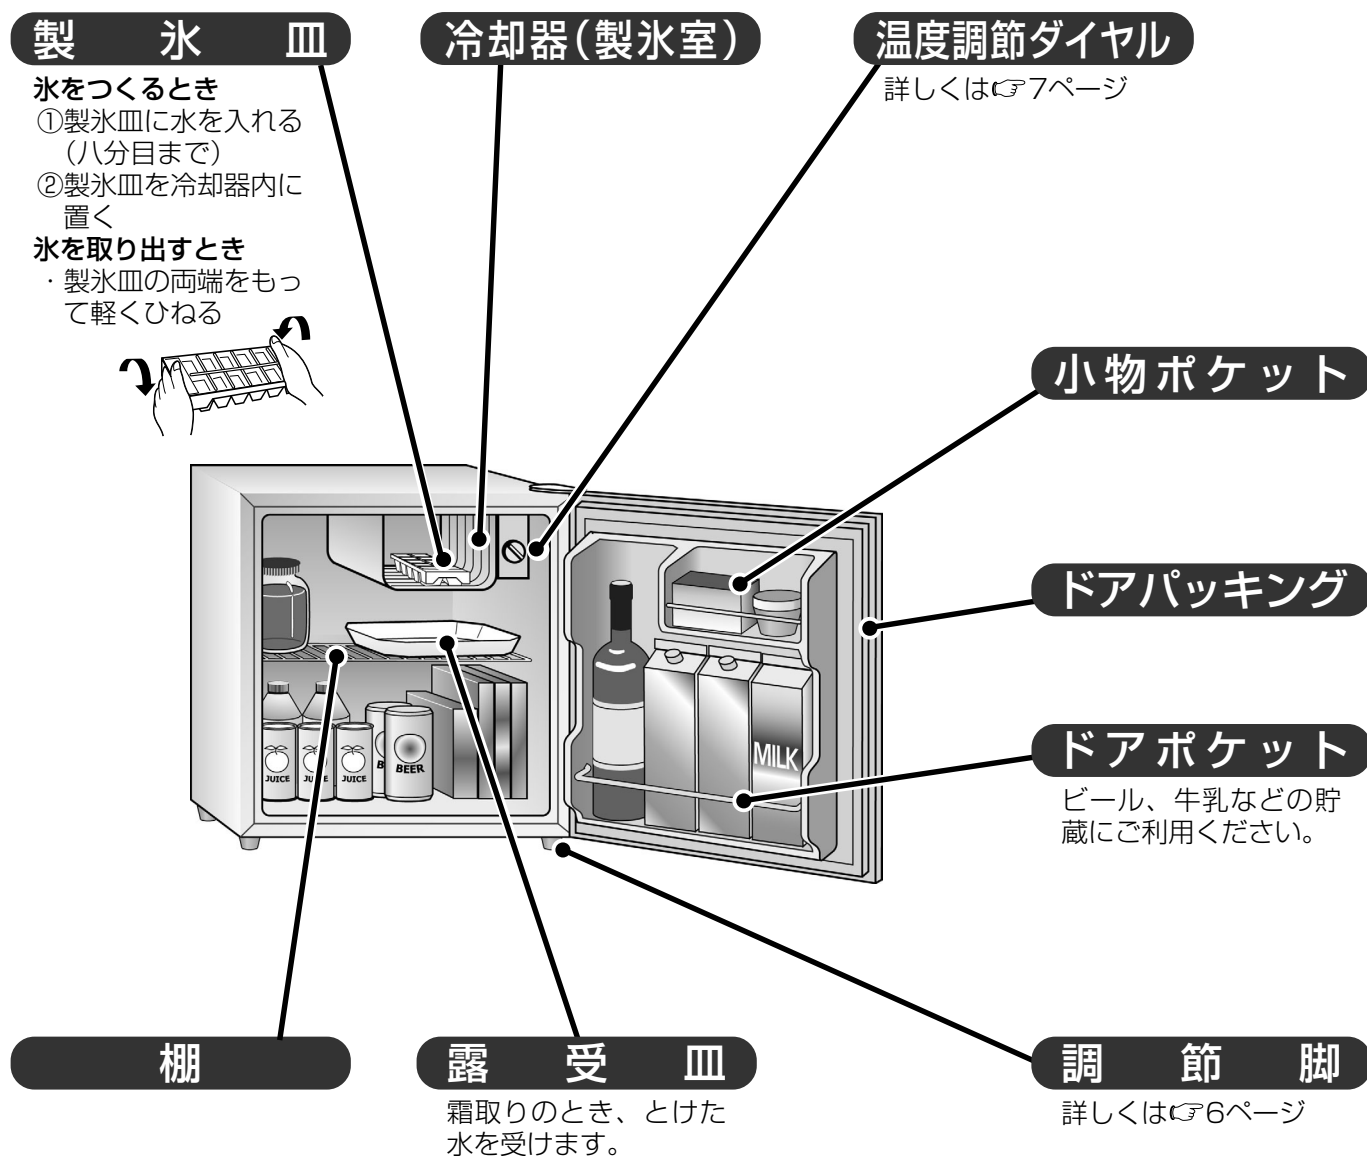 製氷皿
氷をつくるとき
①製氷皿に水を入れる
（八分目まで）
②製氷皿を冷却器内に
置く
氷を取り出すとき
・製氷皿の両端をもっ
て軽くひねる
冷却器(製氷室)
温度調節ダイヤル
詳しくは☞7ページ
小物ポケット
ドアパッキング
ドアポケット
ビール、牛乳などの貯
蔵にご利用ください。
JUICE
JUICE
JUICE
B
BEER
MILK
棚
露受皿
霜取りのとき、とけた
水を受けます。
調節脚
詳しくは☞6ページ